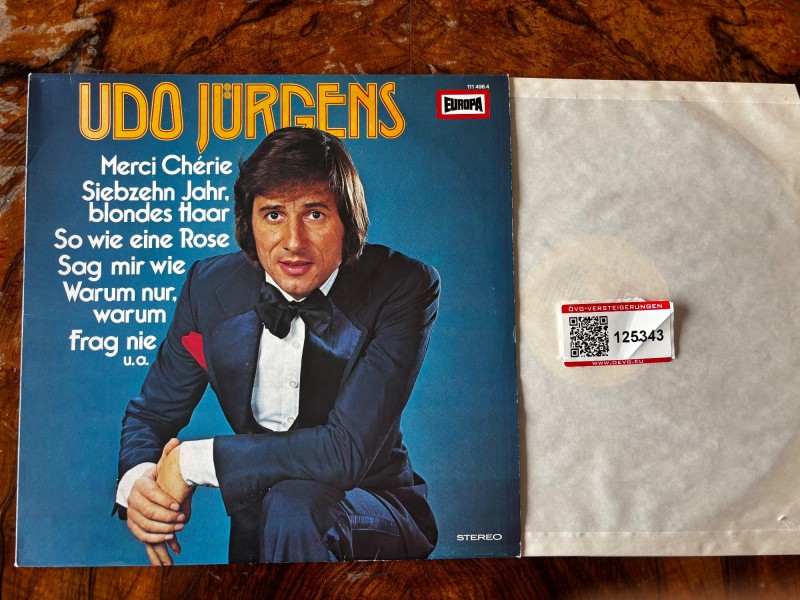 UDO JÜRGENS
111 496.4
EUROPA
Merci Chérie
Siebzehn Jahr,
blondes Haar
So wie eine Rose
Sag mir wie
Warum nur,
warum
Frag nie
u.a.
STEREO
ÖVG-VERSTEIGERUNGEN
125343
WWW.OEVG.EU